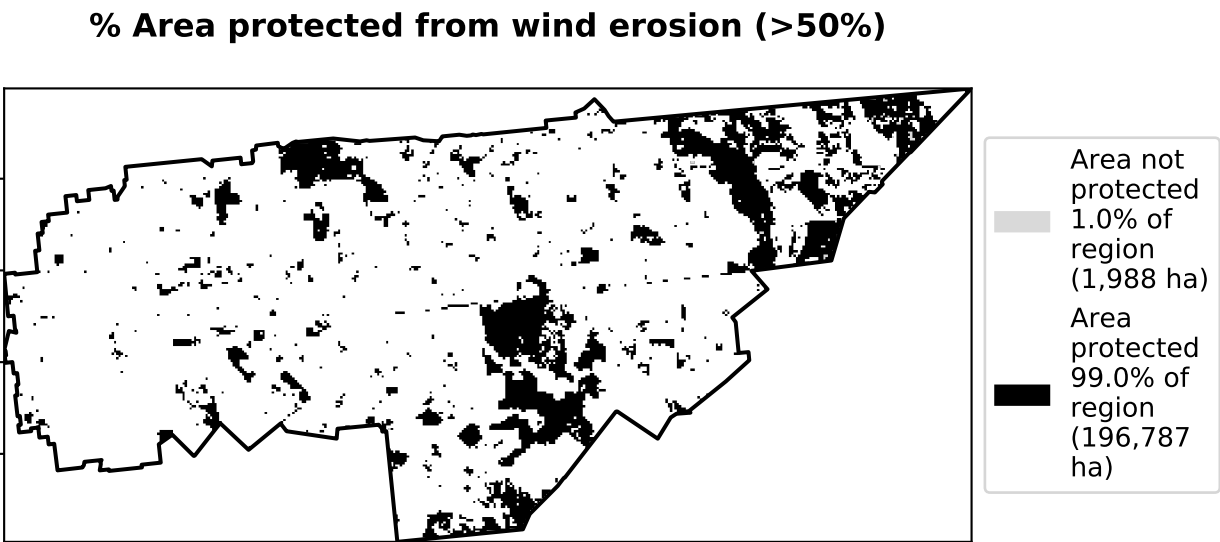 % Area protected from wind erosion (>50%)
Area not
protected
1.0% of
region
(1,988 ha)
Area
protected
99.0% of
region
(196,787
ha)